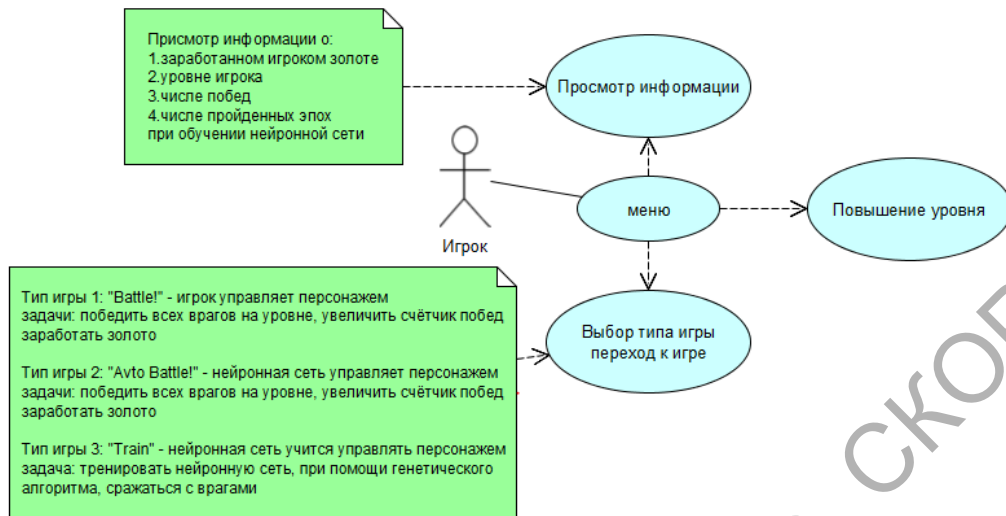 Присмотр информации о:
1.заработанном игроком золоте
2.уровне игрока
3.числе побед
4.числе пройденных эпох
при обучении нейронной сети
Просмотр информации
меню
Повышение уровня
Игрок
Тип игры 1: "Battle!" - игрок управляет персонажем
задачи: победить всех врагов на уровне, увеличить счётчик побед
заработать золото
Тип игры 2: "Avto Battle!" - нейронная сеть управляет персонажем
задачи: победить всех врагов на уровне, увеличить счётчик побед
заработать золото
Тип игры 3: "Train" - нейронная сеть учится управлять персонажем
задача: тренировать нейронную сеть, при помощи генетического
алгоритма, сражаться с врагами
Выбор типа игры
переход к игре